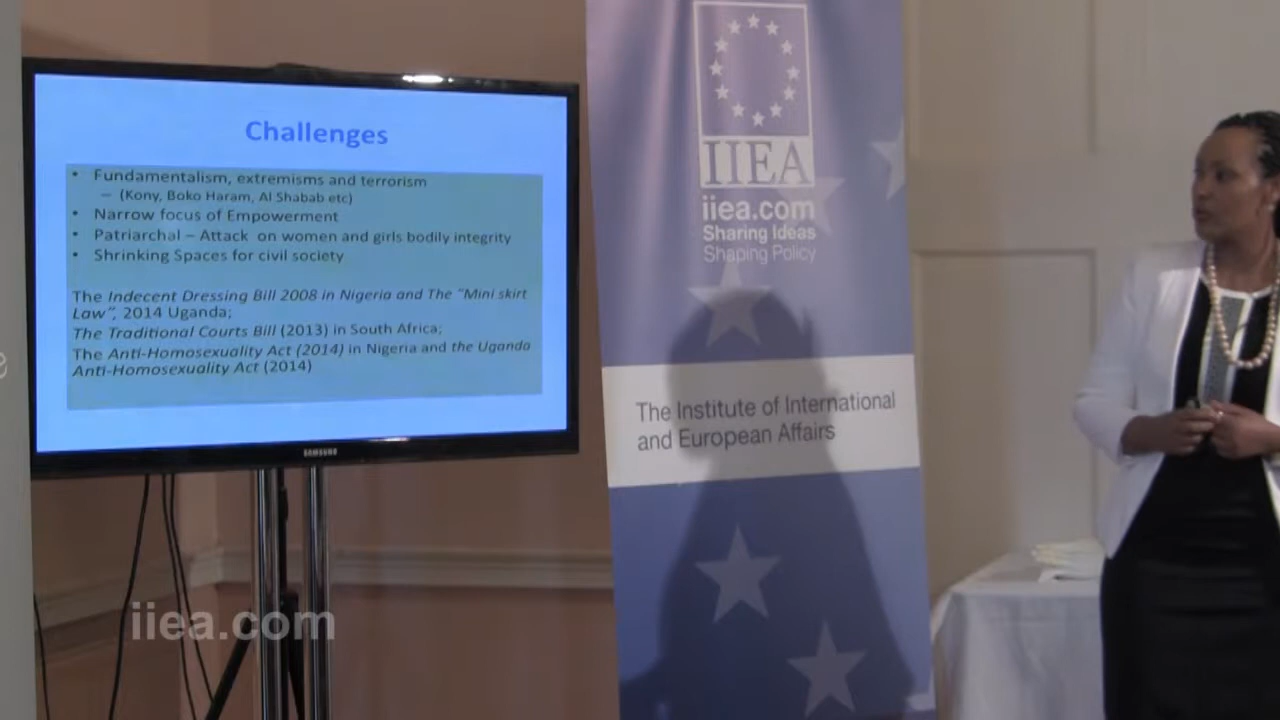 Challenges
• Fundamentalism, extremisms and terrorism
– (Kony, Boko Haram, Al Shabab etc)
• Narrow focus of Empowerment
• Patriarchal – Attack on women and girls bodily integrity
• Shrinking Spaces for civil society
The Indecent Dressing Bill 2008 in Nigeria and The "Mini skirt
Law", 2014 Uganda;
The Traditional Courts Bill (2013) in South Africa;
The Anti-Homosexuality Act (2014) in Nigeria and the Uganda
Anti-Homosexuality Act (2014)
SAMSUNG
IIEA
iiea.com
Sharing Ideas
Shaping Policy
The Institute of International
and European Affairs
iiea.com